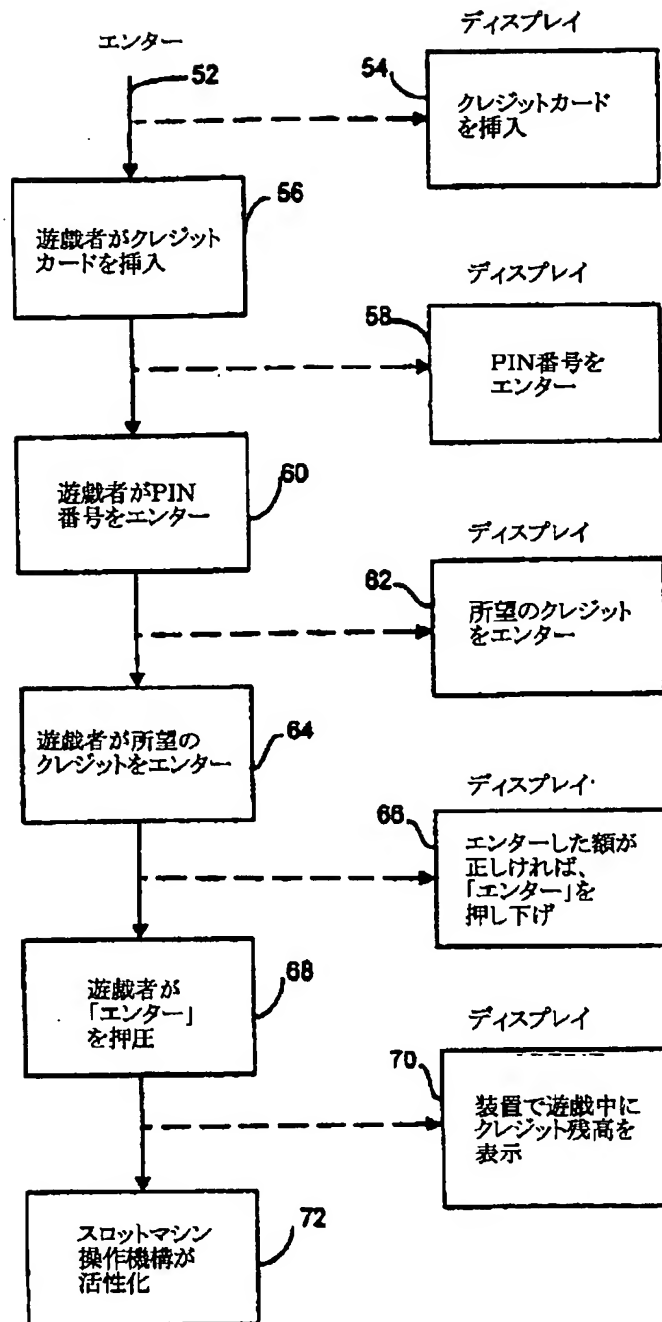 エンター
ディスプレイ
52
54
クレジットカード
を挿入
56
遊戯者がクレジット
カードを挿入
ディスプレイ
58
PIN番号を
エンター
60
遊戯者がPIN
番号をエンター
ディスプレイ
62
所望のクレジット
をエンター
64
遊戯者が所望の
クレジットをエンター
ディスプレイ
66
エンターした額が
正しければ、
「エンター」を
押し下げ
68
遊戯者が
「エンター」
を押圧
ディスプレイ
70
装置で遊戯中に
クレジット残高を
表示
72
スロットマシン
操作機構が
活性化